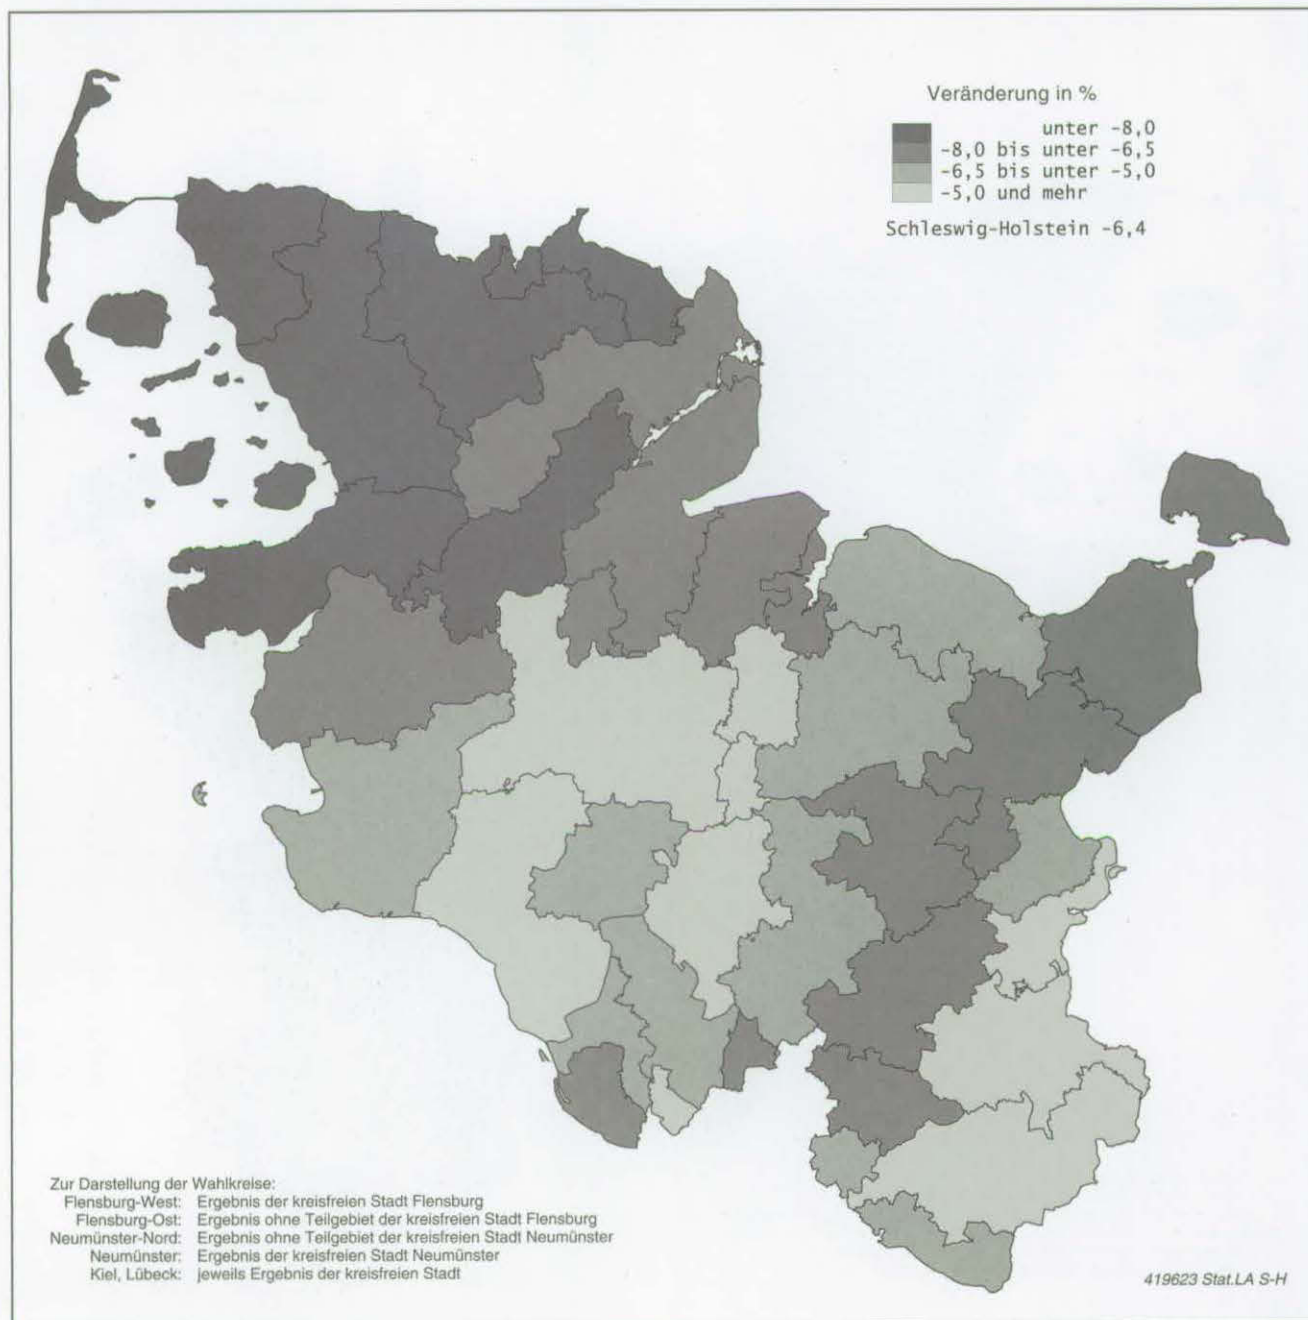 Veränderung in %
unter -8,0
-8,0 bis unter -6,5
-6,5 bis unter -5,0
-5,0 und mehr
Schleswig-Holstein -6,4
Zur Darstellung der Wahlkreise:
Flensburg-West: Ergebnis der kreisfreien Stadt Flensburg
Flensburg-Ost: Ergebnis ohne Teilgebiet der kreisfreien Stadt Flensburg
Neumünster-Nord: Ergebnis ohne Teilgebiet der kreisfreien Stadt Neumünster
Neumünster: Ergebnis der kreisfreien Stadt Neumünster
Kiel, Lübeck: jeweils Ergebnis der kreisfreien Stadt
419623 Stat.LA S-H